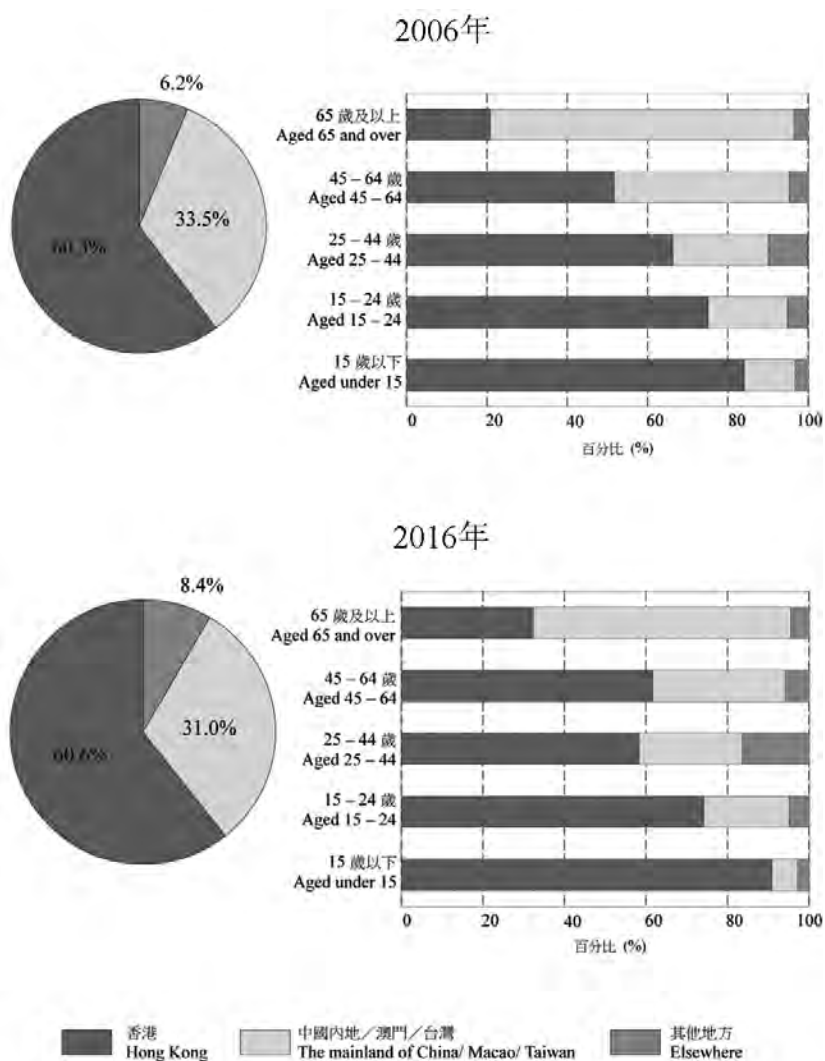 2006年
6.2%
33.5%
60.3%
65 歲及以上
Aged 65 and over
45 – 64 歲
Aged 45 – 64
25 – 44 歲
Aged 25 – 44
15 – 24 歲
Aged 15 – 24
15 歲以下
Aged under 15
0 20 40 60 80 100
百分比 (%)
2016年
8.4%
31.0%
60.6%
65 歲及以上
Aged 65 and over
45 – 64 歲
Aged 45 – 64
25 – 44 歲
Aged 25 – 44
15 – 24 歲
Aged 15 – 24
15 歲以下
Aged under 15
0 20 40 60 80 100
百分比 (%)
香港
Hong Kong
中國內地／澳門／台灣
The mainland of China/ Macao/ Taiwan
其他地方
Elsewhere